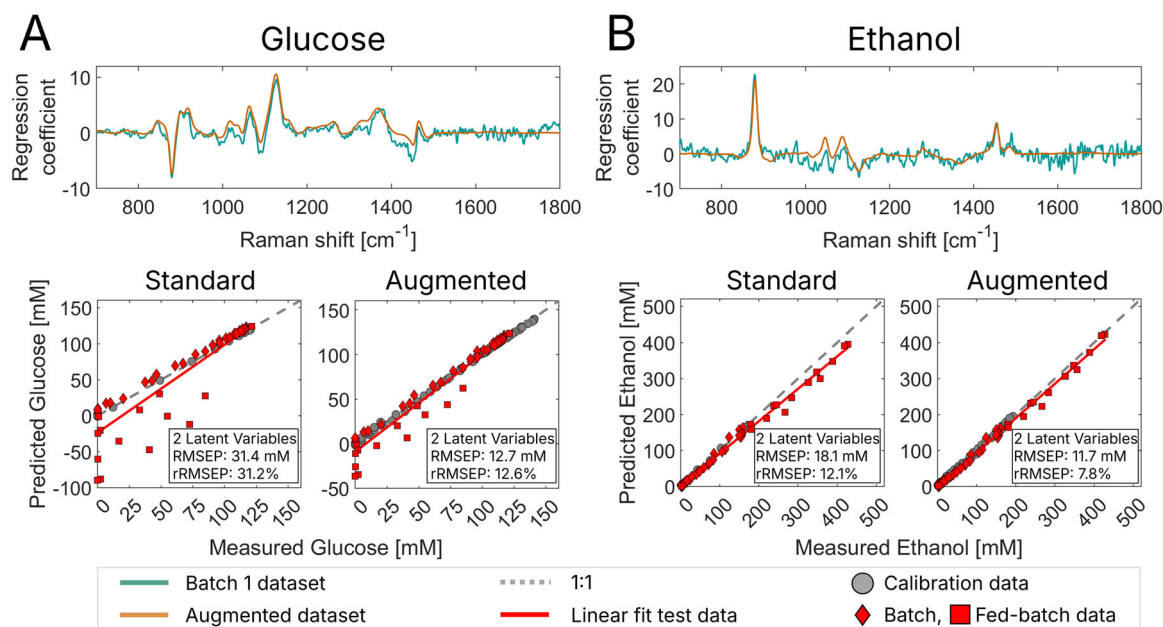 A
Glucose
B
Ethanol
Regression
coefficient
10
0
-10
800
1000
1200
1400
1600
1800
Raman shift [cm-1]
Regression
coefficient
20
10
0
-10
800
1000
1200
1400
1600
1800
Raman shift [cm-1]
Standard
Augmented
Standard
Augmented
Predicted Glucose [mM]
150
100
50
0
-50
-100
2 Latent Variables
RMSEP: 31.4 mM
rRMSEP: 31.2%
0
25
50
75
100
125
150
150
100
50
0
-50
2 Latent Variables
RMSEP: 12.7 mM
rRMSEP: 12.6%
0
25
50
75
100
125
150
Measured Glucose [mM]
Predicted Ethanol [mM]
500
400
300
200
100
0
2 Latent Variables
RMSEP: 18.1 mM
rRMSEP: 12.1%
0
100
200
300
400
500
500
400
300
200
100
0
2 Latent Variables
RMSEP: 11.7 mM
rRMSEP: 7.8%
0
100
200
300
400
500
Measured Ethanol [mM]
Batch 1 dataset
1:1
Calibration data
Augmented dataset
Linear fit test data
Batch, Fed-batch data